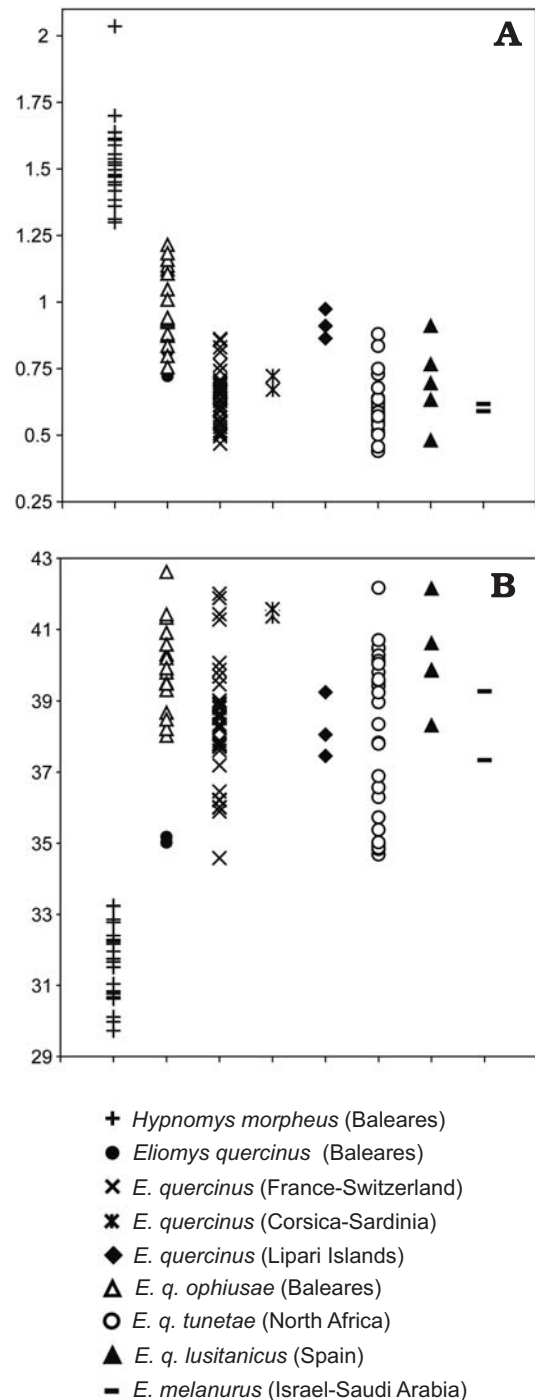 A
2
1.75
1.5
1.25
1
0.75
0.5
0.25
B
43
41
39
37
35
33
31
29
Hypnomys morpheus (Baleares)
Eliomys quercinus (Baleares)
E. quercinus (France-Switzerland)
E. quercinus (Corsica-Sardinia)
E. quercinus (Lipari Islands)
E. q. ophiusae (Baleares)
E. q. tunetae (North Africa)
E. q. lusitanicus (Spain)
E. melanurus (Israel-Saudi Arabia)